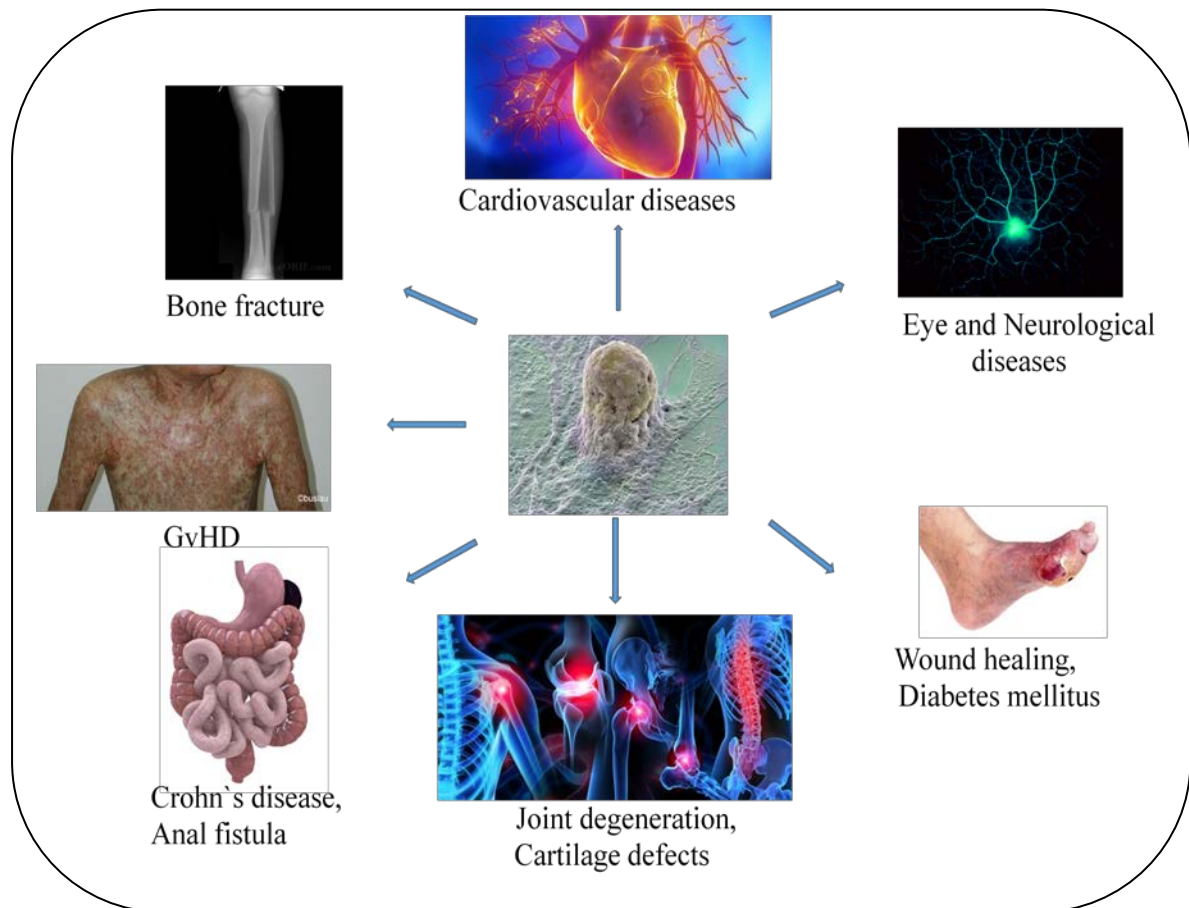 Cardiovascular diseases
Bone fracture
Eye and Neurological
diseases
©buslau
GvHD
Wound healing,
Diabetes mellitus
Crohn`s disease,
Anal fistula
Joint degeneration,
Cartilage defects